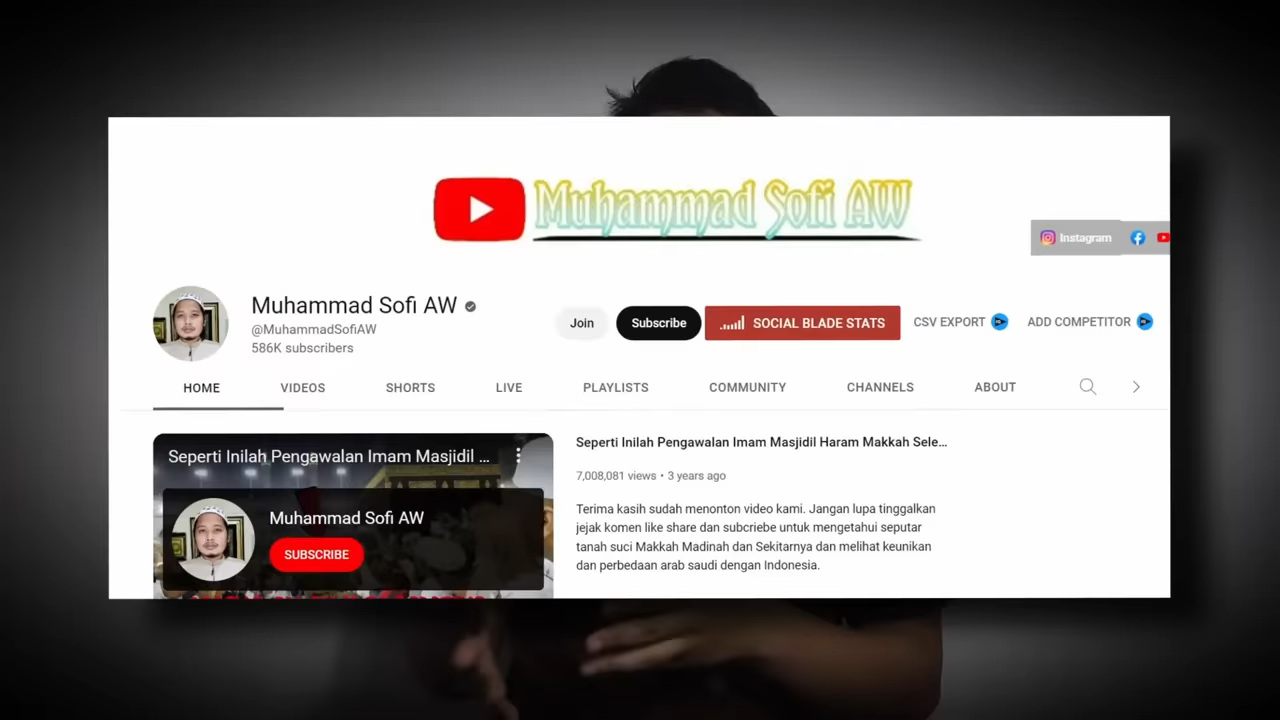 Muhammad Sofi AW
Instagram
Muhammad Sofi AW
@MuhammadSofiAW
586K subscribers
Join
Subscribe
SOCIAL BLADE STATS
CSV EXPORT
ADD COMPETITOR
HOME
VIDEOS
SHORTS
LIVE
PLAYLISTS
COMMUNITY
CHANNELS
ABOUT
Seperti Inilah Pengawalan Imam Masjidil ...
Muhammad Sofi AW
SUBSCRIBE
Seperti Inilah Pengawalan Imam Masjidil Haram Makkah Sele...
7,008,081 views • 3 years ago
Terima kasih sudah menonton video kami. Jangan lupa tinggalkan
jejak komen like share dan subcriebe untuk mengetahui seputar
tanah suci Makkah Madinah dan Sekitarnya dan melihat keunikan
dan perbedaan arab saudi dengan Indonesia.